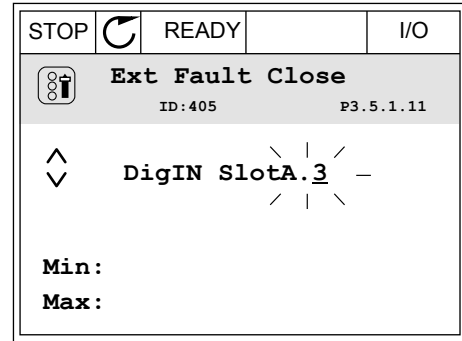 STOP READY I/O
Ext Fault Close
ID:405 P3.5.1.11
DigIN SlotA.3
Min:
Max: